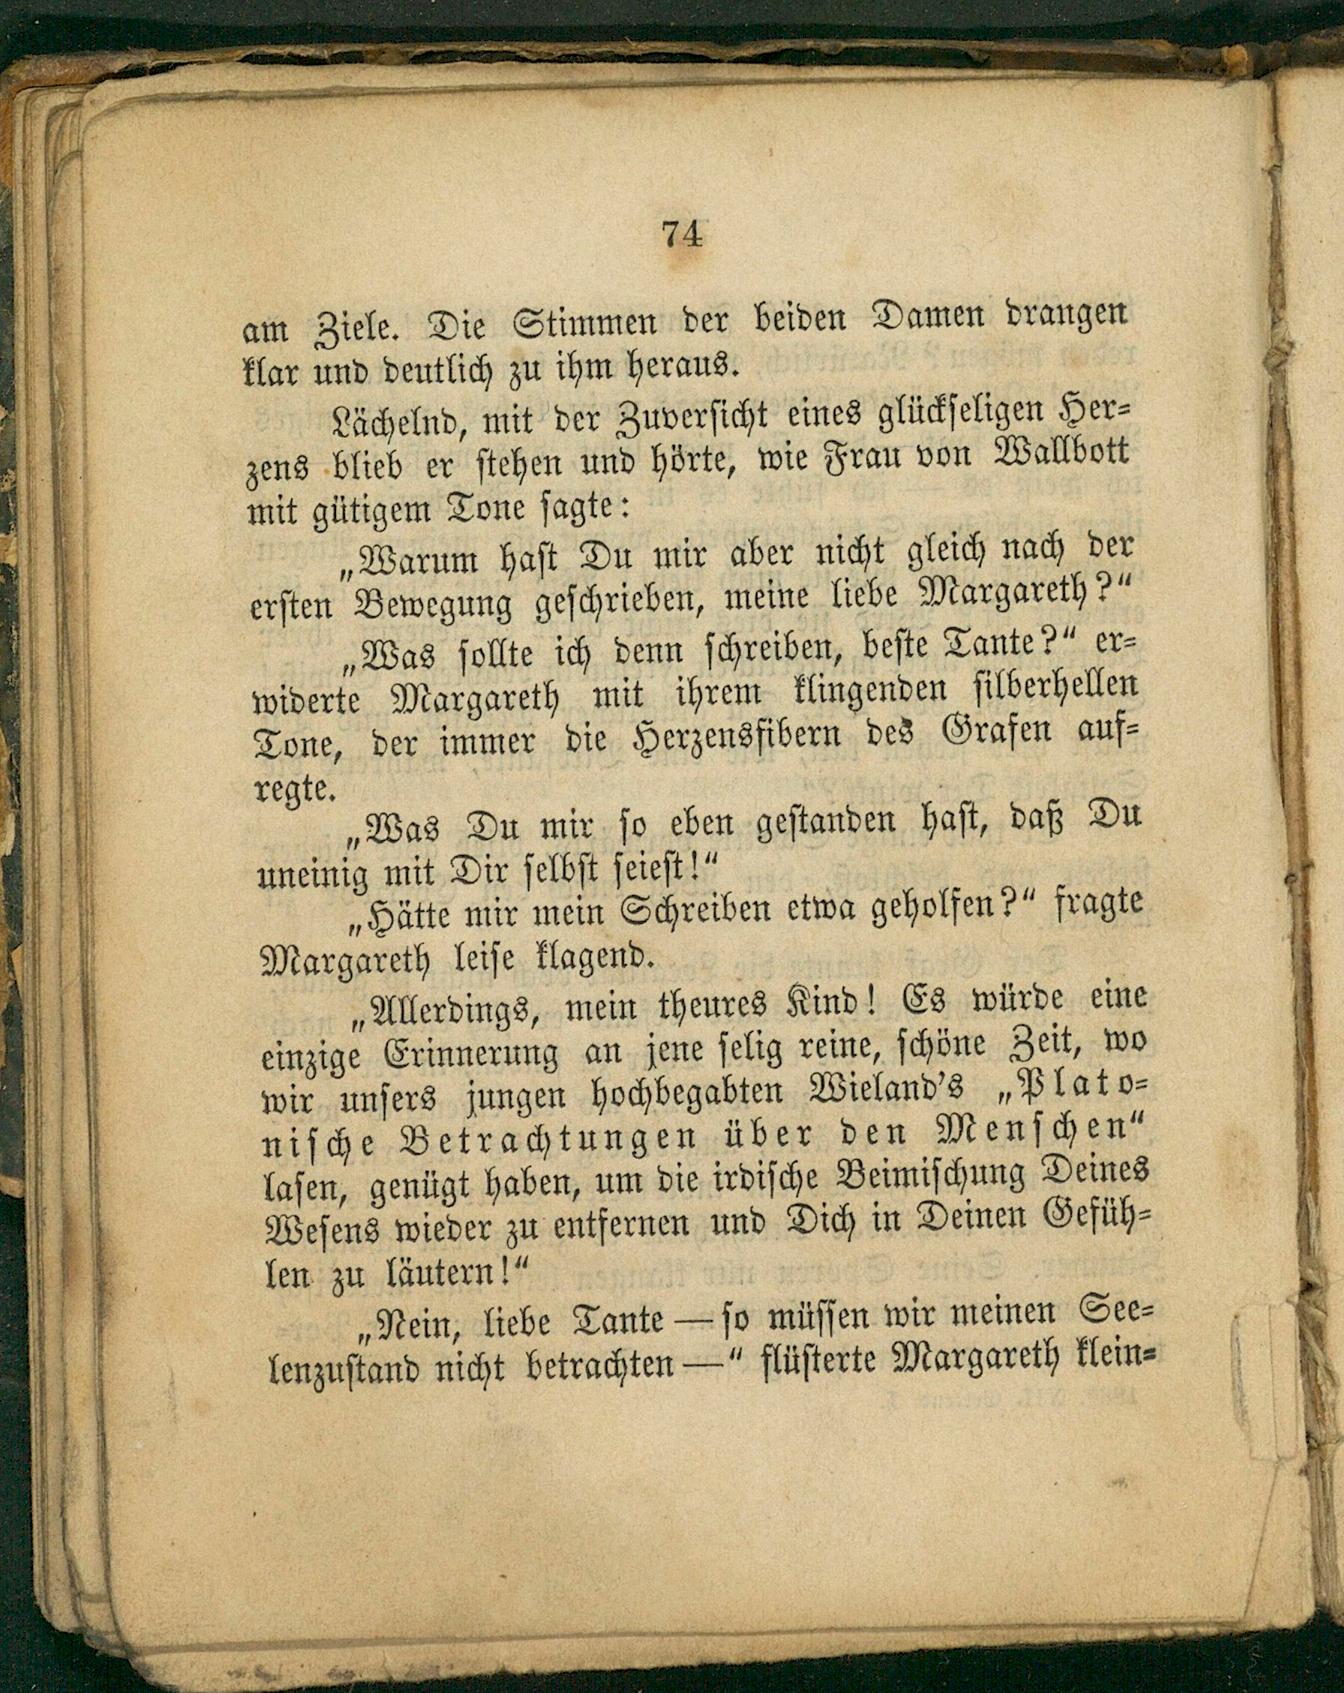 74
am Ziele. Die Stimmen der beiden Damen drangen
klar und deutlich zu ihm heraus.
Lächelnd, mit der Zuversicht eines glückseligen Her-
zens blieb er stehen und hörte, wie Frau von Wallbott
mit gütigem Tone sagte:
„Warum hast Du mir aber nicht gleich nach der
ersten Bewegung geschrieben, meine liebe Margareth?“
„Was sollte ich denn schreiben, beste Tante?“ er-
widerte Margareth mit ihrem klingenden silberhellen
Tone, der immer die Herzensfibern des Grafen auf-
regte.
„Was Du mir so eben gestanden hast, daß Du
uneinig mit Dir selbst seiest!“
„Hätte mir mein Schreiben etwa geholfen?“ fragte
Margareth leise klagend.
„Allerdings, mein theures Kind! Es würde eine
einzige Erinnerung an jene selig reine, schöne Zeit, wo
wir unsers jungen hochbegabten Wieland's „Plato-
nische Betrachtungen über den Menschen“
lasen, genügt haben, um die irdische Beimischung Deines
Wesens wieder zu entfernen und Dich in Deinen Gefüh-
len zu läutern!“
„Nein, liebe Tante — so müssen wir meinen See-
lenzustand nicht betrachten —“ flüsterte Margareth klein-